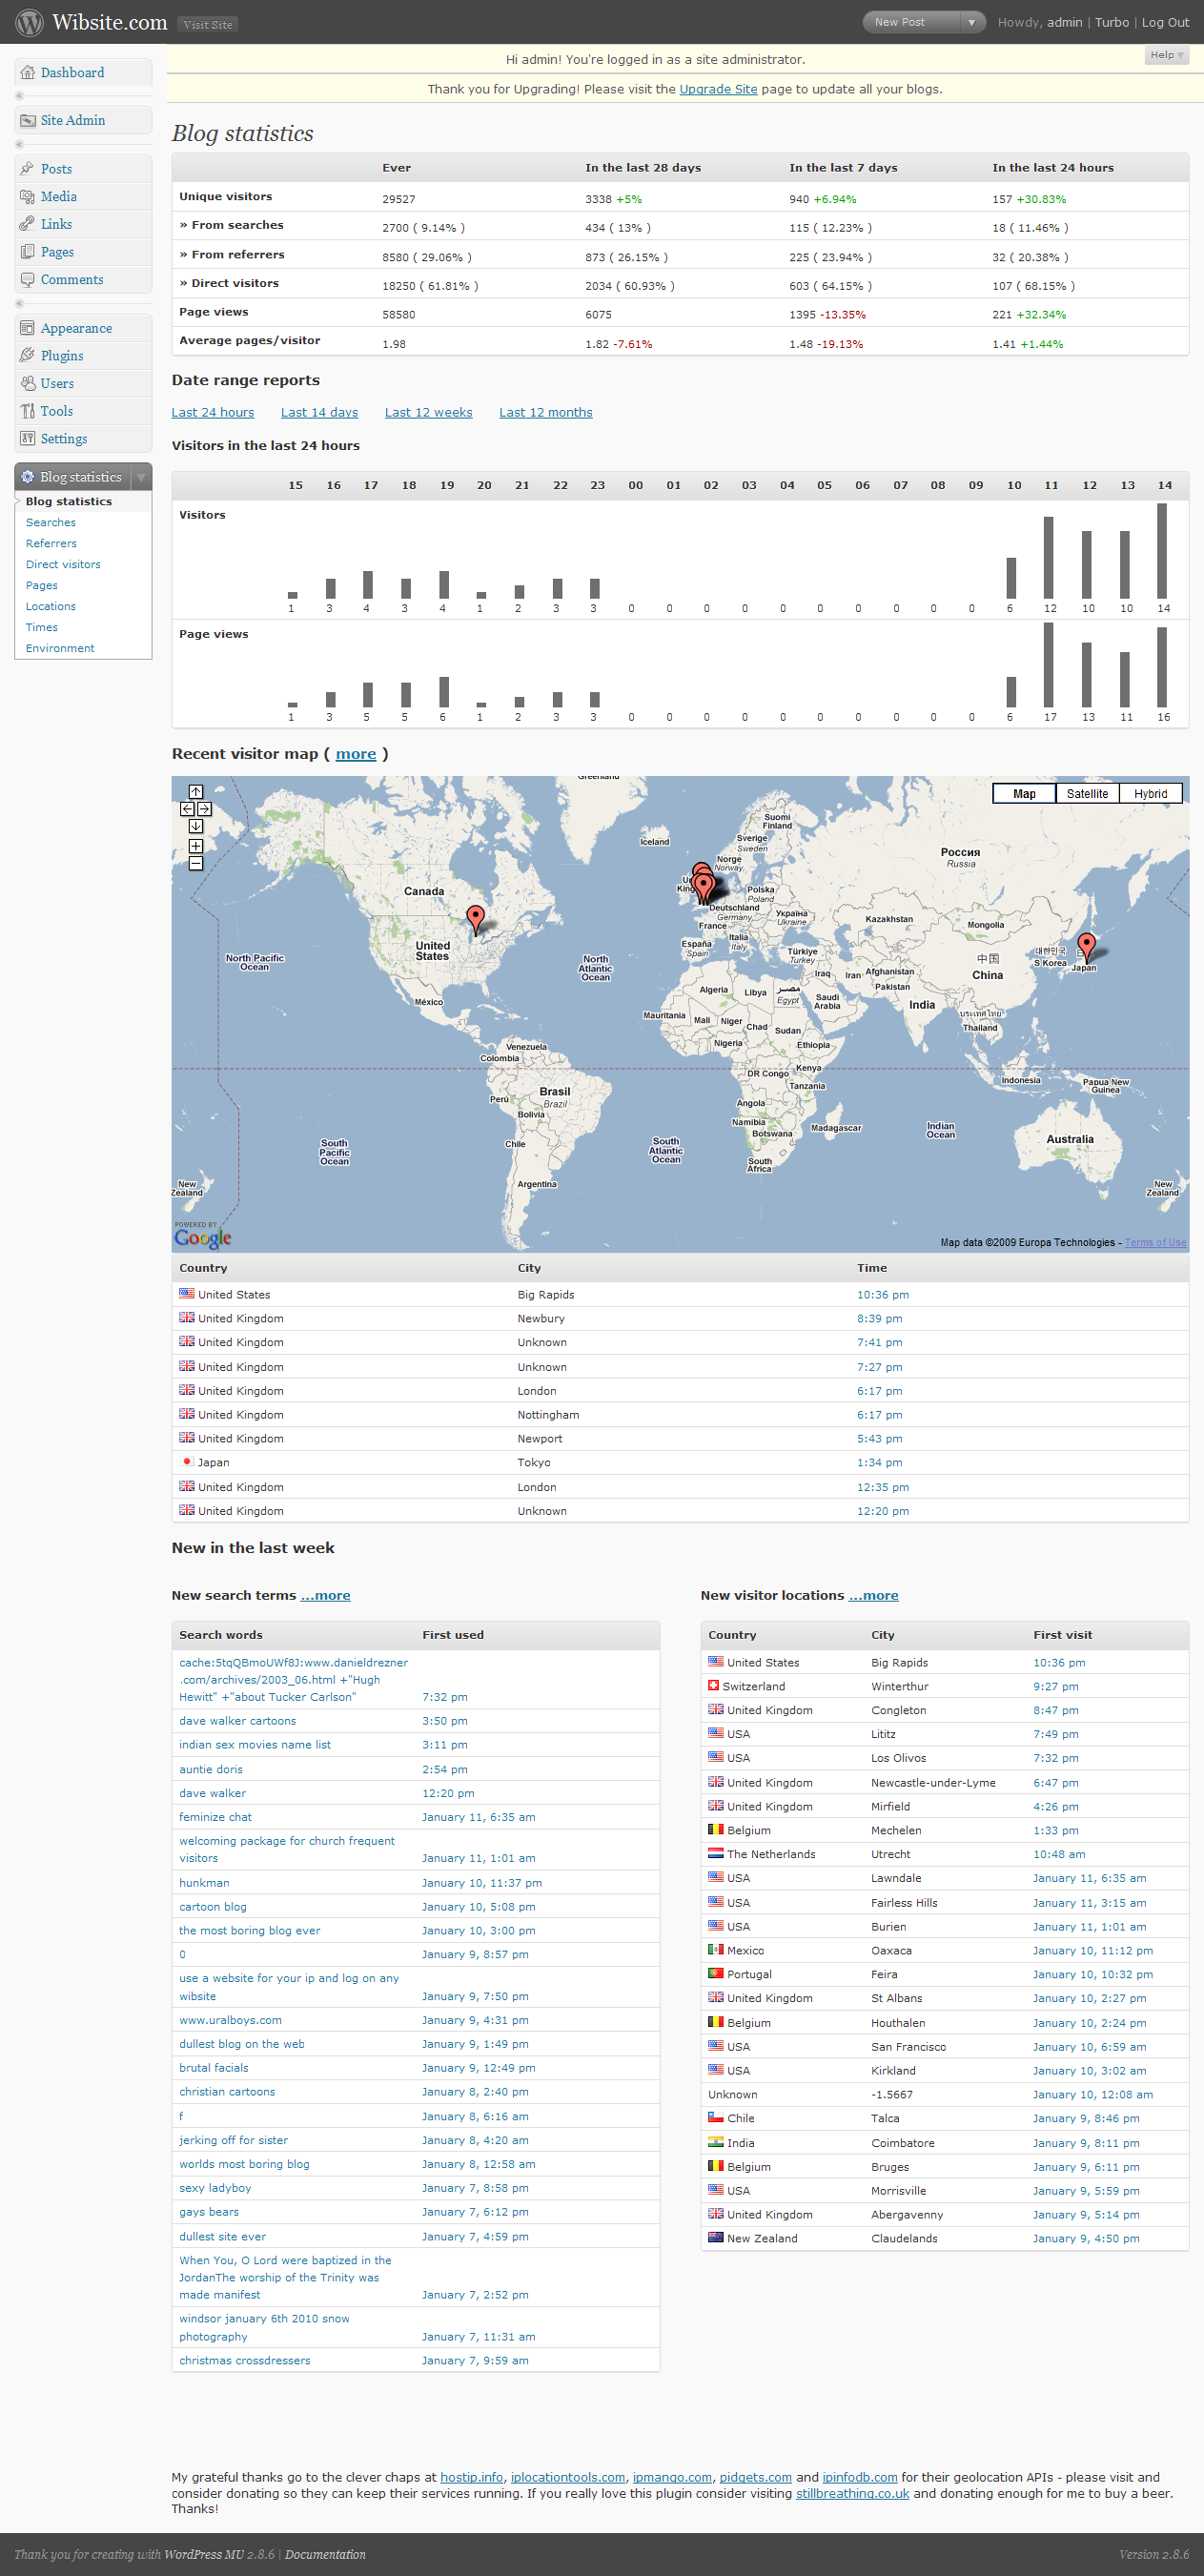 Wibsite.com Visit Site New Post Howdy, admin | Turbo | Log Out
Hi admin! You're logged in as a site administrator. Help
Thank you for Upgrading! Please visit the Upgrade Site page to update all your blogs.
Dashboard
Site Admin
Posts
Media
Links
Pages
Comments
Appearance
Plugins
Users
Tools
Settings
Blog statistics
Blog statistics
Searches
Referrers
Direct visitors
Pages
Locations
Times
Environment
Blog statistics
Ever In the last 28 days In the last 7 days In the last 24 hours
Unique visitors 29527 3338 +5% 940 +6.94% 157 +30.83%
» From searches 2700 ( 9.14% ) 434 ( 13% ) 115 ( 12.23% ) 18 ( 11.46% )
» From referrers 8580 ( 29.06% ) 873 ( 26.15% ) 225 ( 23.94% ) 32 ( 20.38% )
» Direct visitors 18250 ( 61.81% ) 2034 ( 60.93% ) 603 ( 64.15% ) 107 ( 68.15% )
Page views 58580 6075 1395 -13.35% 221 +32.34%
Average pages/visitor 1.98 1.82 -7.61% 1.48 -19.13% 1.41 +1.44%
Date range reports
Last 24 hours Last 14 days Last 12 weeks Last 12 months
Visitors in the last 24 hours
15 16 17 18 19 20 21 22 23 00 01 02 03 04 05 06 07 08 09 10 11 12 13 14
Visitors
1 3 4 3 4 1 2 3 3 0 0 0 0 0 0 0 0 0 0 6 12 10 10 14
Page views
1 3 5 5 6 1 2 3 3 0 0 0 0 0 0 0 0 0 0 6 17 13 11 16
Recent visitor map ( more )
Map Satellite Hybrid
Greenland
Iceland
Suomi
Finland
Sverige
Sweden
Norge
Norway
Россия
Russia
Canada
Polska
Poland
Deutschland
Germany
Україна
Ukraine
France
Italia
Italy
España
Spain
Türkiye
Turkey
Kazakhstan
Mongolia
中国
China
대한민국
S Korea
Japan
United
States
North Pacific
Ocean
North
Atlantic
Ocean
México
Algeria
Libya
مصر
Egypt
Iraq
Iran
Afghanistan
Pakistan
Saudi
Arabia
India
ประเทศไทย
Thailand
Mauritania
Mali
Niger
Chad
Sudan
Nigeria
Ethiopia
Venezuela
Colombia
DR Congo
Kenya
Tanzania
Indonesia
Papua New
Guinea
Perú
Brasil
Brazil
Bolivia
Angola
Namibia
Botswana
Madagascar
Indian
Ocean
Australia
Chile
South
Pacific
Ocean
South
Atlantic
Ocean
South
Africa
Argentina
New
Zealand
New
Zealand
POWERED BY
Google
Map data ©2009 Europa Technologies - Terms of Use
Country City Time
United States Big Rapids 10:36 pm
United Kingdom Newbury 8:39 pm
United Kingdom Unknown 7:41 pm
United Kingdom Unknown 7:27 pm
United Kingdom London 6:17 pm
United Kingdom Nottingham 6:17 pm
United Kingdom Newport 5:43 pm
Japan Tokyo 1:34 pm
United Kingdom London 12:35 pm
United Kingdom Unknown 12:20 pm
New in the last week
New search terms ...more
Search words First used
cache:5tqQBmoUWf8J:www.danieldrezner
.com/archives/2003_06.html +"Hugh
Hewitt" +"about Tucker Carlson" 7:32 pm
dave walker cartoons 3:50 pm
indian sex movies name list 3:11 pm
auntie doris 2:54 pm
dave walker 12:20 pm
feminize chat January 11, 6:35 am
welcoming package for church frequent
visitors January 11, 1:01 am
hunkman January 10, 11:37 pm
cartoon blog January 10, 5:08 pm
the most boring blog ever January 10, 3:00 pm
0 January 9, 8:57 pm
use a website for your ip and log on any
wibsite January 9, 7:50 pm
www.uralboys.com January 9, 4:31 pm
dullest blog on the web January 9, 1:49 pm
brutal facials January 9, 12:49 pm
christian cartoons January 8, 2:40 pm
f January 8, 6:16 am
jerking off for sister January 8, 4:20 am
worlds most boring blog January 8, 12:58 am
sexy ladyboy January 7, 8:58 pm
gays bears January 7, 6:12 pm
dullest site ever January 7, 4:59 pm
When You, O Lord were baptized in the
JordanThe worship of the Trinity was
made manifest January 7, 2:52 pm
windsor january 6th 2010 snow
photography January 7, 11:31 am
christmas crossdressers January 7, 9:59 am
New visitor locations ...more
Country City First visit
United States Big Rapids 10:36 pm
Switzerland Winterthur 9:27 pm
United Kingdom Congleton 8:47 pm
USA Lititz 7:49 pm
USA Los Olivos 7:32 pm
United Kingdom Newcastle-under-Lyme 6:47 pm
United Kingdom Mirfield 4:26 pm
Belgium Mechelen 1:33 pm
The Netherlands Utrecht 10:48 am
USA Lawndale January 11, 6:35 am
USA Fairless Hills January 11, 3:15 am
USA Burien January 11, 1:01 am
Mexico Oaxaca January 10, 11:12 pm
Portugal Feira January 10, 10:32 pm
United Kingdom St Albans January 10, 2:27 pm
Belgium Houthalen January 10, 2:24 pm
USA San Francisco January 10, 6:59 am
USA Kirkland January 10, 3:02 am
Unknown -1.5667 January 10, 12:08 am
Chile Talca January 9, 8:46 pm
India Coimbatore January 9, 8:11 pm
Belgium Bruges January 9, 6:11 pm
USA Morrisville January 9, 5:59 pm
United Kingdom Abergavenny January 9, 5:14 pm
New Zealand Claudelands January 9, 4:50 pm
My grateful thanks go to the clever chaps at hostip.info, iplocationtools.com, ipmango.com, pidgets.com and ipinfodb.com for their geolocation APIs - please visit and
consider donating so they can keep their services running. If you really love this plugin consider visiting stillbreathing.co.uk and donating enough for me to buy a beer.
Thanks!
Thank you for creating with WordPress MU 2.8.6 | Documentation Version 2.8.6